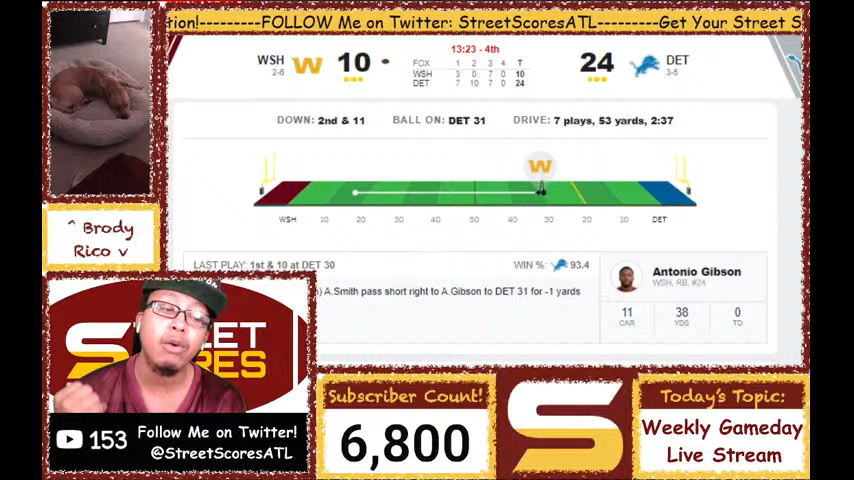 tion!---------FOLLOW Me on Twitter: StreetScoresATL---------Get Your Street S
13:23 - 4th
WSH
2-6
W
10
FOX 1 2 3 4 T
WSH 3 0 7 0 10
DET 7 10 7 0 24
24
DET
3-5
DOWN: 2nd & 11
BALL ON: DET 31
DRIVE: 7 plays, 53 yards, 2:37
W
WSH 10 20 30 40 50 40 30 20 10 DET
LAST PLAY: 1st & 10 at DET 30
WIN %: 93.4
) A.Smith pass short right to A.Gibson to DET 31 for -1 yards
Antonio Gibson
WSH, RB, #24
11 38 0
CAR YDS TD
^ Brody
Rico v
S
EET
RES
153
Follow Me on Twitter!
@StreetScoresATL
Subscriber Count!
6,800
S
Today's Topic:
Weekly Gameday
Live Stream